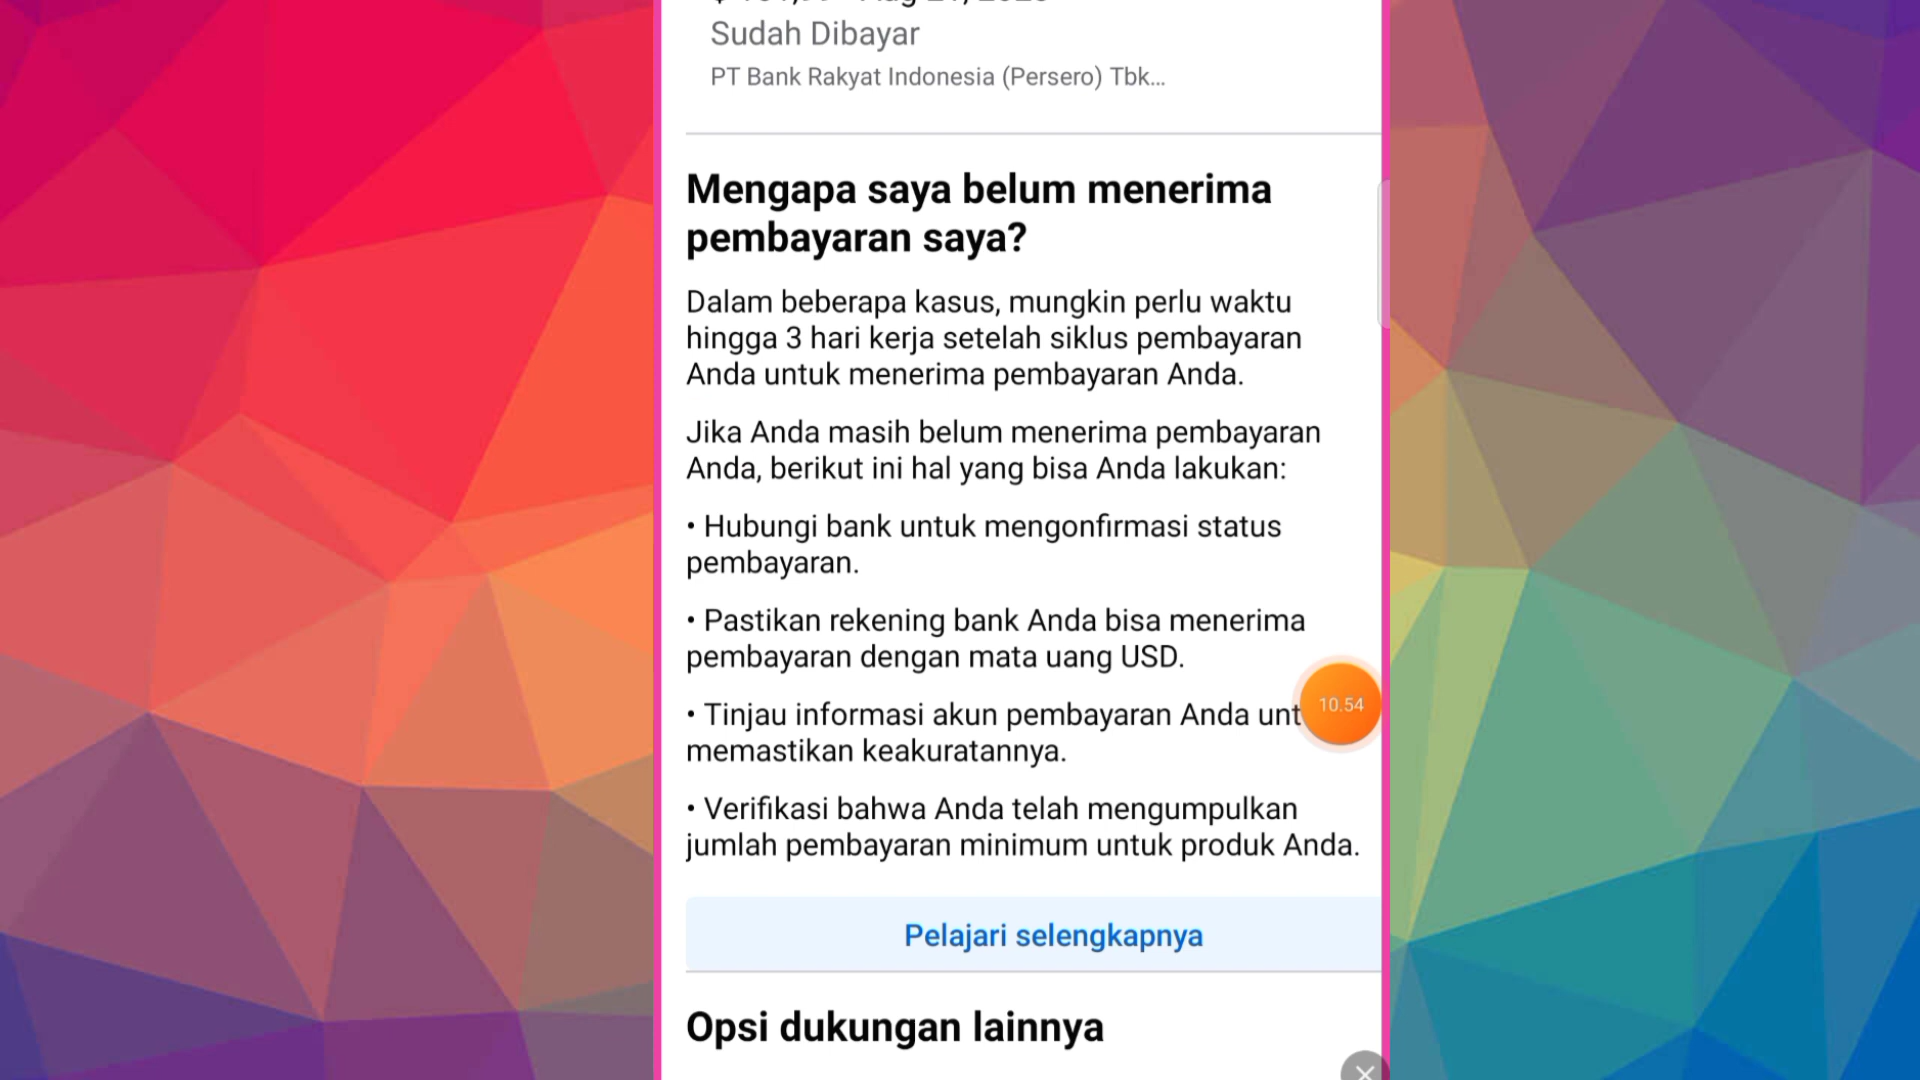 Sudah Dibayar
PT Bank Rakyat Indonesia (Persero) Tbk...
Mengapa saya belum menerima
pembayaran saya?
Dalam beberapa kasus, mungkin perlu waktu
hingga 3 hari kerja setelah siklus pembayaran
Anda untuk menerima pembayaran Anda.
Jika Anda masih belum menerima pembayaran
Anda, berikut ini hal yang bisa Anda lakukan:
• Hubungi bank untuk mengonfirmasi status
pembayaran.
• Pastikan rekening bank Anda bisa menerima
pembayaran dengan mata uang USD.
• Tinjau informasi akun pembayaran Anda unt
10.54
memastikan keakuratannya.
• Verifikasi bahwa Anda telah mengumpulkan
jumlah pembayaran minimum untuk produk Anda.
Pelajari selengkapnya
Opsi dukungan lainnya